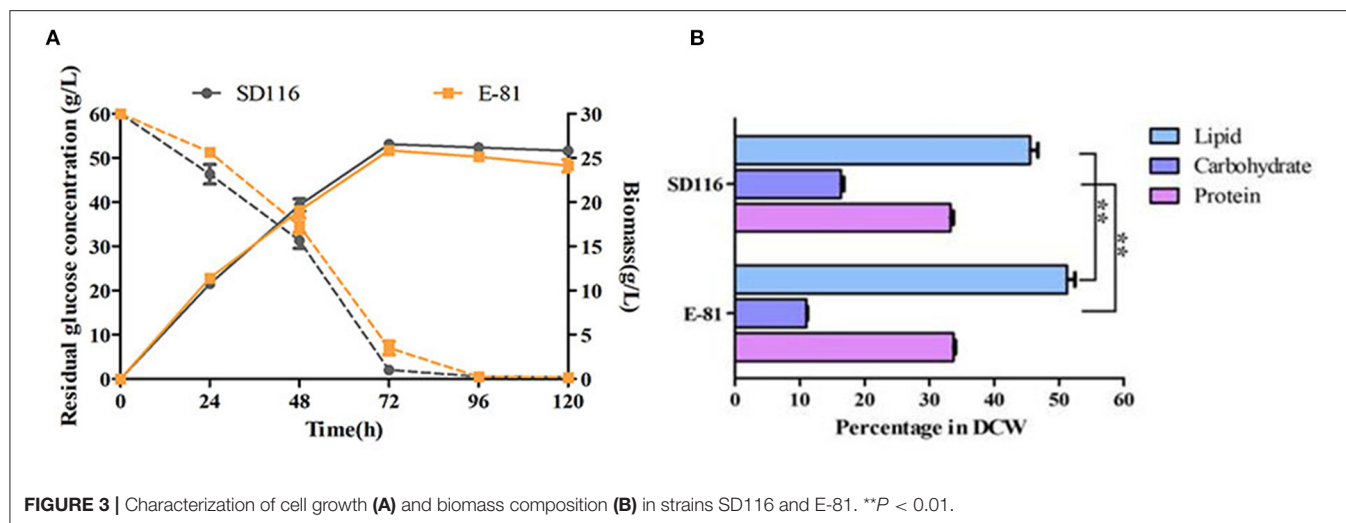 A
Residual glucose concentration (g/L)
SD116
E-81
60
50
40
30
20
10
0
30
25
20
15
10
5
0
Biomass(g/L)
0 24 48 72 96 120
Time(h)
B
SD116
E-81
**
**
Lipid
Carbohydrate
Protein
0 10 20 30 40 50 60
Percentage in DCW
FIGURE 3 | Characterization of cell growth (A) and biomass composition (B) in strains SD116 and E-81. **P < 0.01.